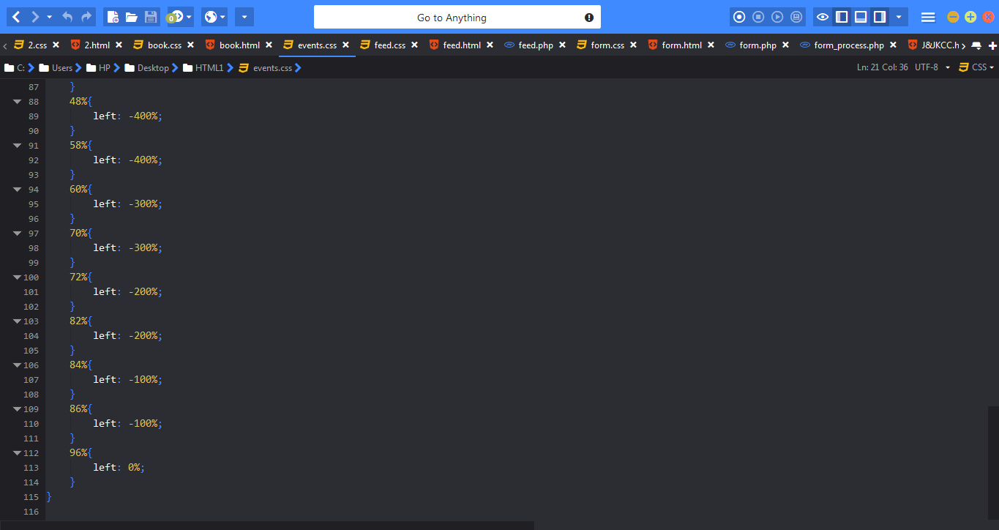 Go to Anything
0
2.css 2.html book.css book.html events.css feed.css feed.html feed.php form.css form.html form.php form_process.php J&JKCC.h
C: Users HP Desktop HTML1 events.css Ln: 21 Col: 36 UTF-8 CSS
87 }
88 48%{
89 left: -400%;
90 }
91 58%{
92 left: -400%;
93 }
94 60%{
95 left: -300%;
96 }
97 70%{
98 left: -300%;
99 }
100 72%{
101 left: -200%;
102 }
103 82%{
104 left: -200%;
105 }
106 84%{
107 left: -100%;
108 }
109 86%{
110 left: -100%;
111 }
112 96%{
113 left: 0%;
114 }
115 }
116